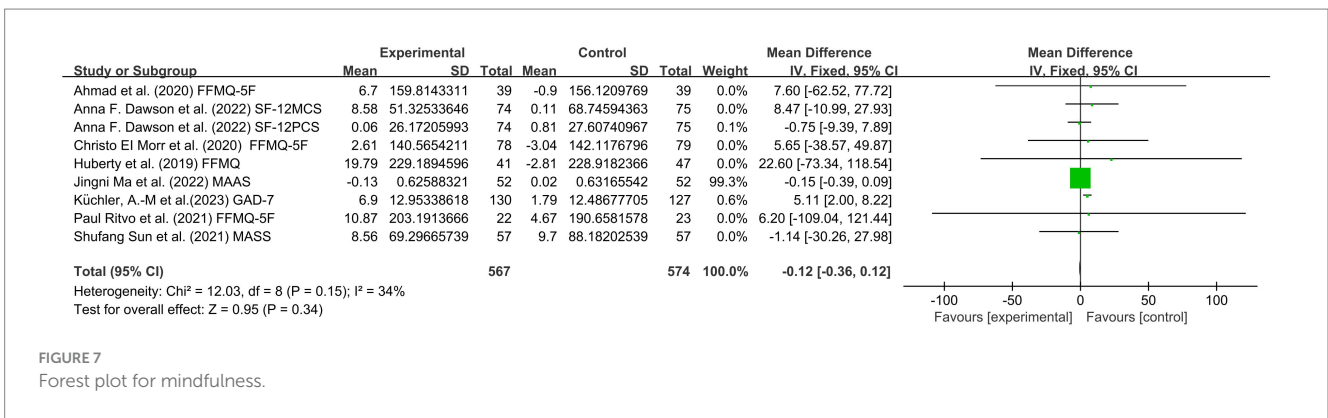 Experimental Control Mean Difference Mean Difference
Study or Subgroup Mean SD Total Mean SD Total Weight IV, Fixed, 95% CI IV, Fixed, 95% CI
Ahmad et al. (2020) FFMQ-5F 6.7 159.8143311 39 -0.9 156.1209769 39 0.0% 7.60 [-62.52, 77.72]
Anna F. Dawson et al. (2022) SF-12MCS 8.58 51.32533646 74 0.11 68.74594363 75 0.1% 8.47 [-10.99, 27.93]
Anna F. Dawson et al. (2022) SF-12PCS 0.06 26.17205993 74 0.81 27.60740967 75 0.1% -0.75 [-9.39, 7.89]
Christo El Morr et al. (2020) FFMQ-5F 2.61 140.5654211 78 -3.04 142.1176796 79 0.0% 5.65 [-38.57, 49.87]
Huberty et al. (2019) FFMQ 19.79 229.1894596 41 -2.81 228.9182366 47 0.0% 22.60 [-73.34, 118.54]
Jingni Ma et al. (2022) MAAS -0.13 0.62588321 52 0.02 0.63165542 52 99.3% -0.15 [-0.39, 0.09]
Küchler, A.-M et al.(2023) GAD-7 6.9 12.95338618 130 1.79 12.48677705 127 0.6% 5.11 [2.00, 8.22]
Paul Ritvo et al. (2021) FFMQ-5F 10.87 203.1913666 22 4.67 190.6581578 23 0.0% 6.20 [-109.04, 121.44]
Shufang Sun et al. (2021) MASS 8.56 69.29665739 57 9.7 88.18202539 57 0.0% -1.14 [-30.26, 27.98]
Total (95% CI) 567 574 100.0% -0.12 [-0.36, 0.12]
Heterogeneity: Chi² = 12.03, df = 8 (P = 0.15); I² = 34%
Test for overall effect: Z = 0.95 (P = 0.34)
-100 -50 0 50 100
Favours [experimental] Favours [control]
FIGURE 7
Forest plot for mindfulness.